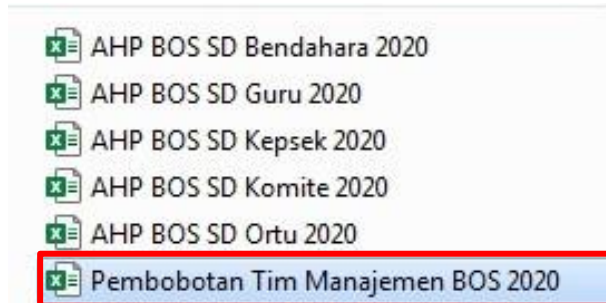 AHP BOS SD Bendahara 2020
AHP BOS SD Guru 2020
AHP BOS SD Kepsek 2020
AHP BOS SD Komite 2020
AHP BOS SD Ortu 2020
Pembobotan Tim Manajemen BOS 2020